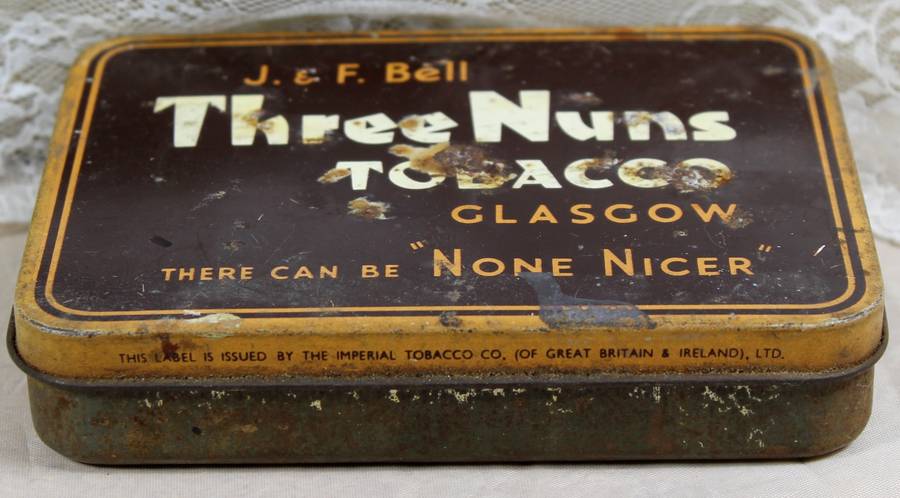 J. & F. Bell
Three Nuns
TOBACCO
GLASGOW
THERE CAN BE "NONE NICER"
THIS LABEL IS ISSUED BY THE IMPERIAL TOBACCO CO. (OF GREAT BRITAIN & IRELAND), LTD.